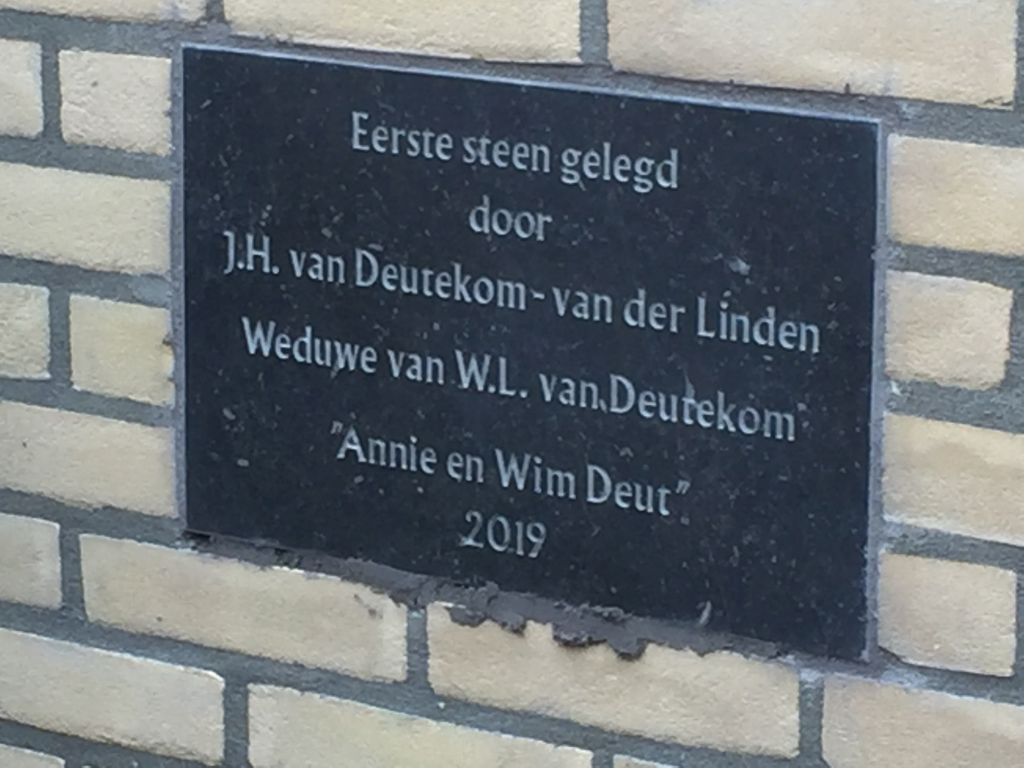 Eerste steen gelegd
door
J.H. van Deutekom - van der Linden
Weduwe van W.L. van Deutekom
"Annie en Wim Deut".
2019